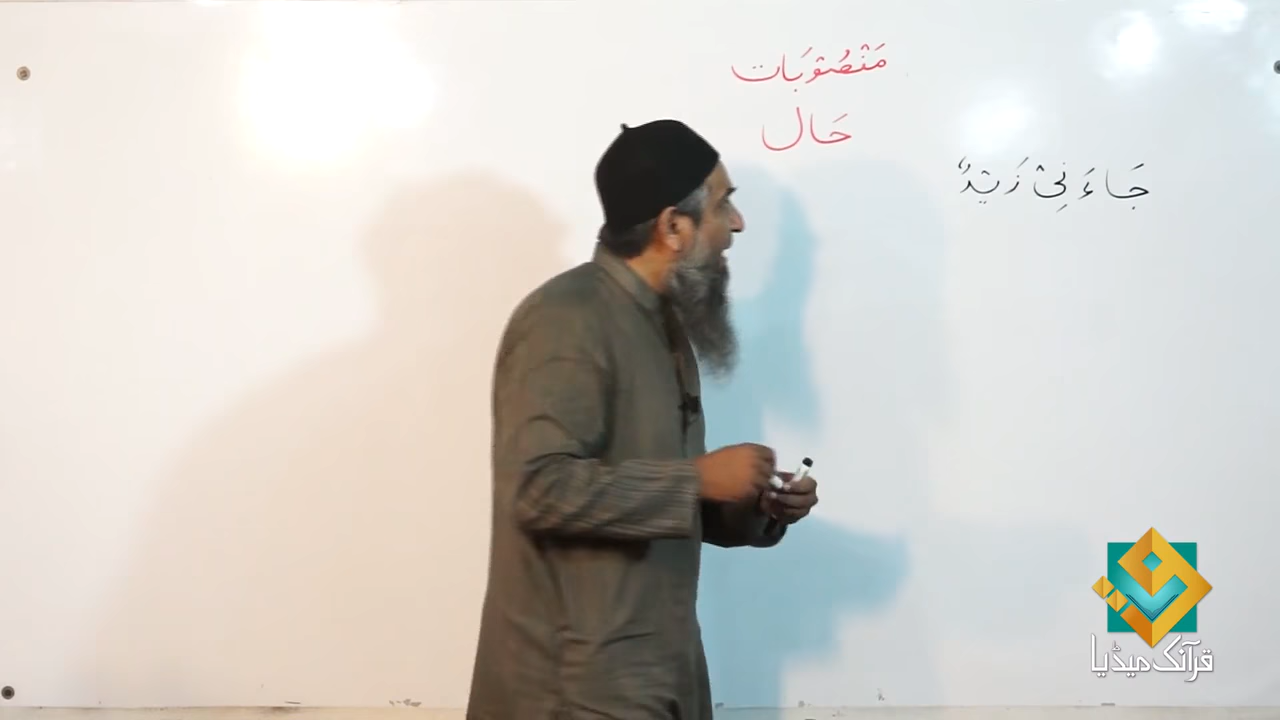 مَنْصُوْبَات
حَال
جَاءَنِیْ زَیْدٌ
قرآنک میڈیا